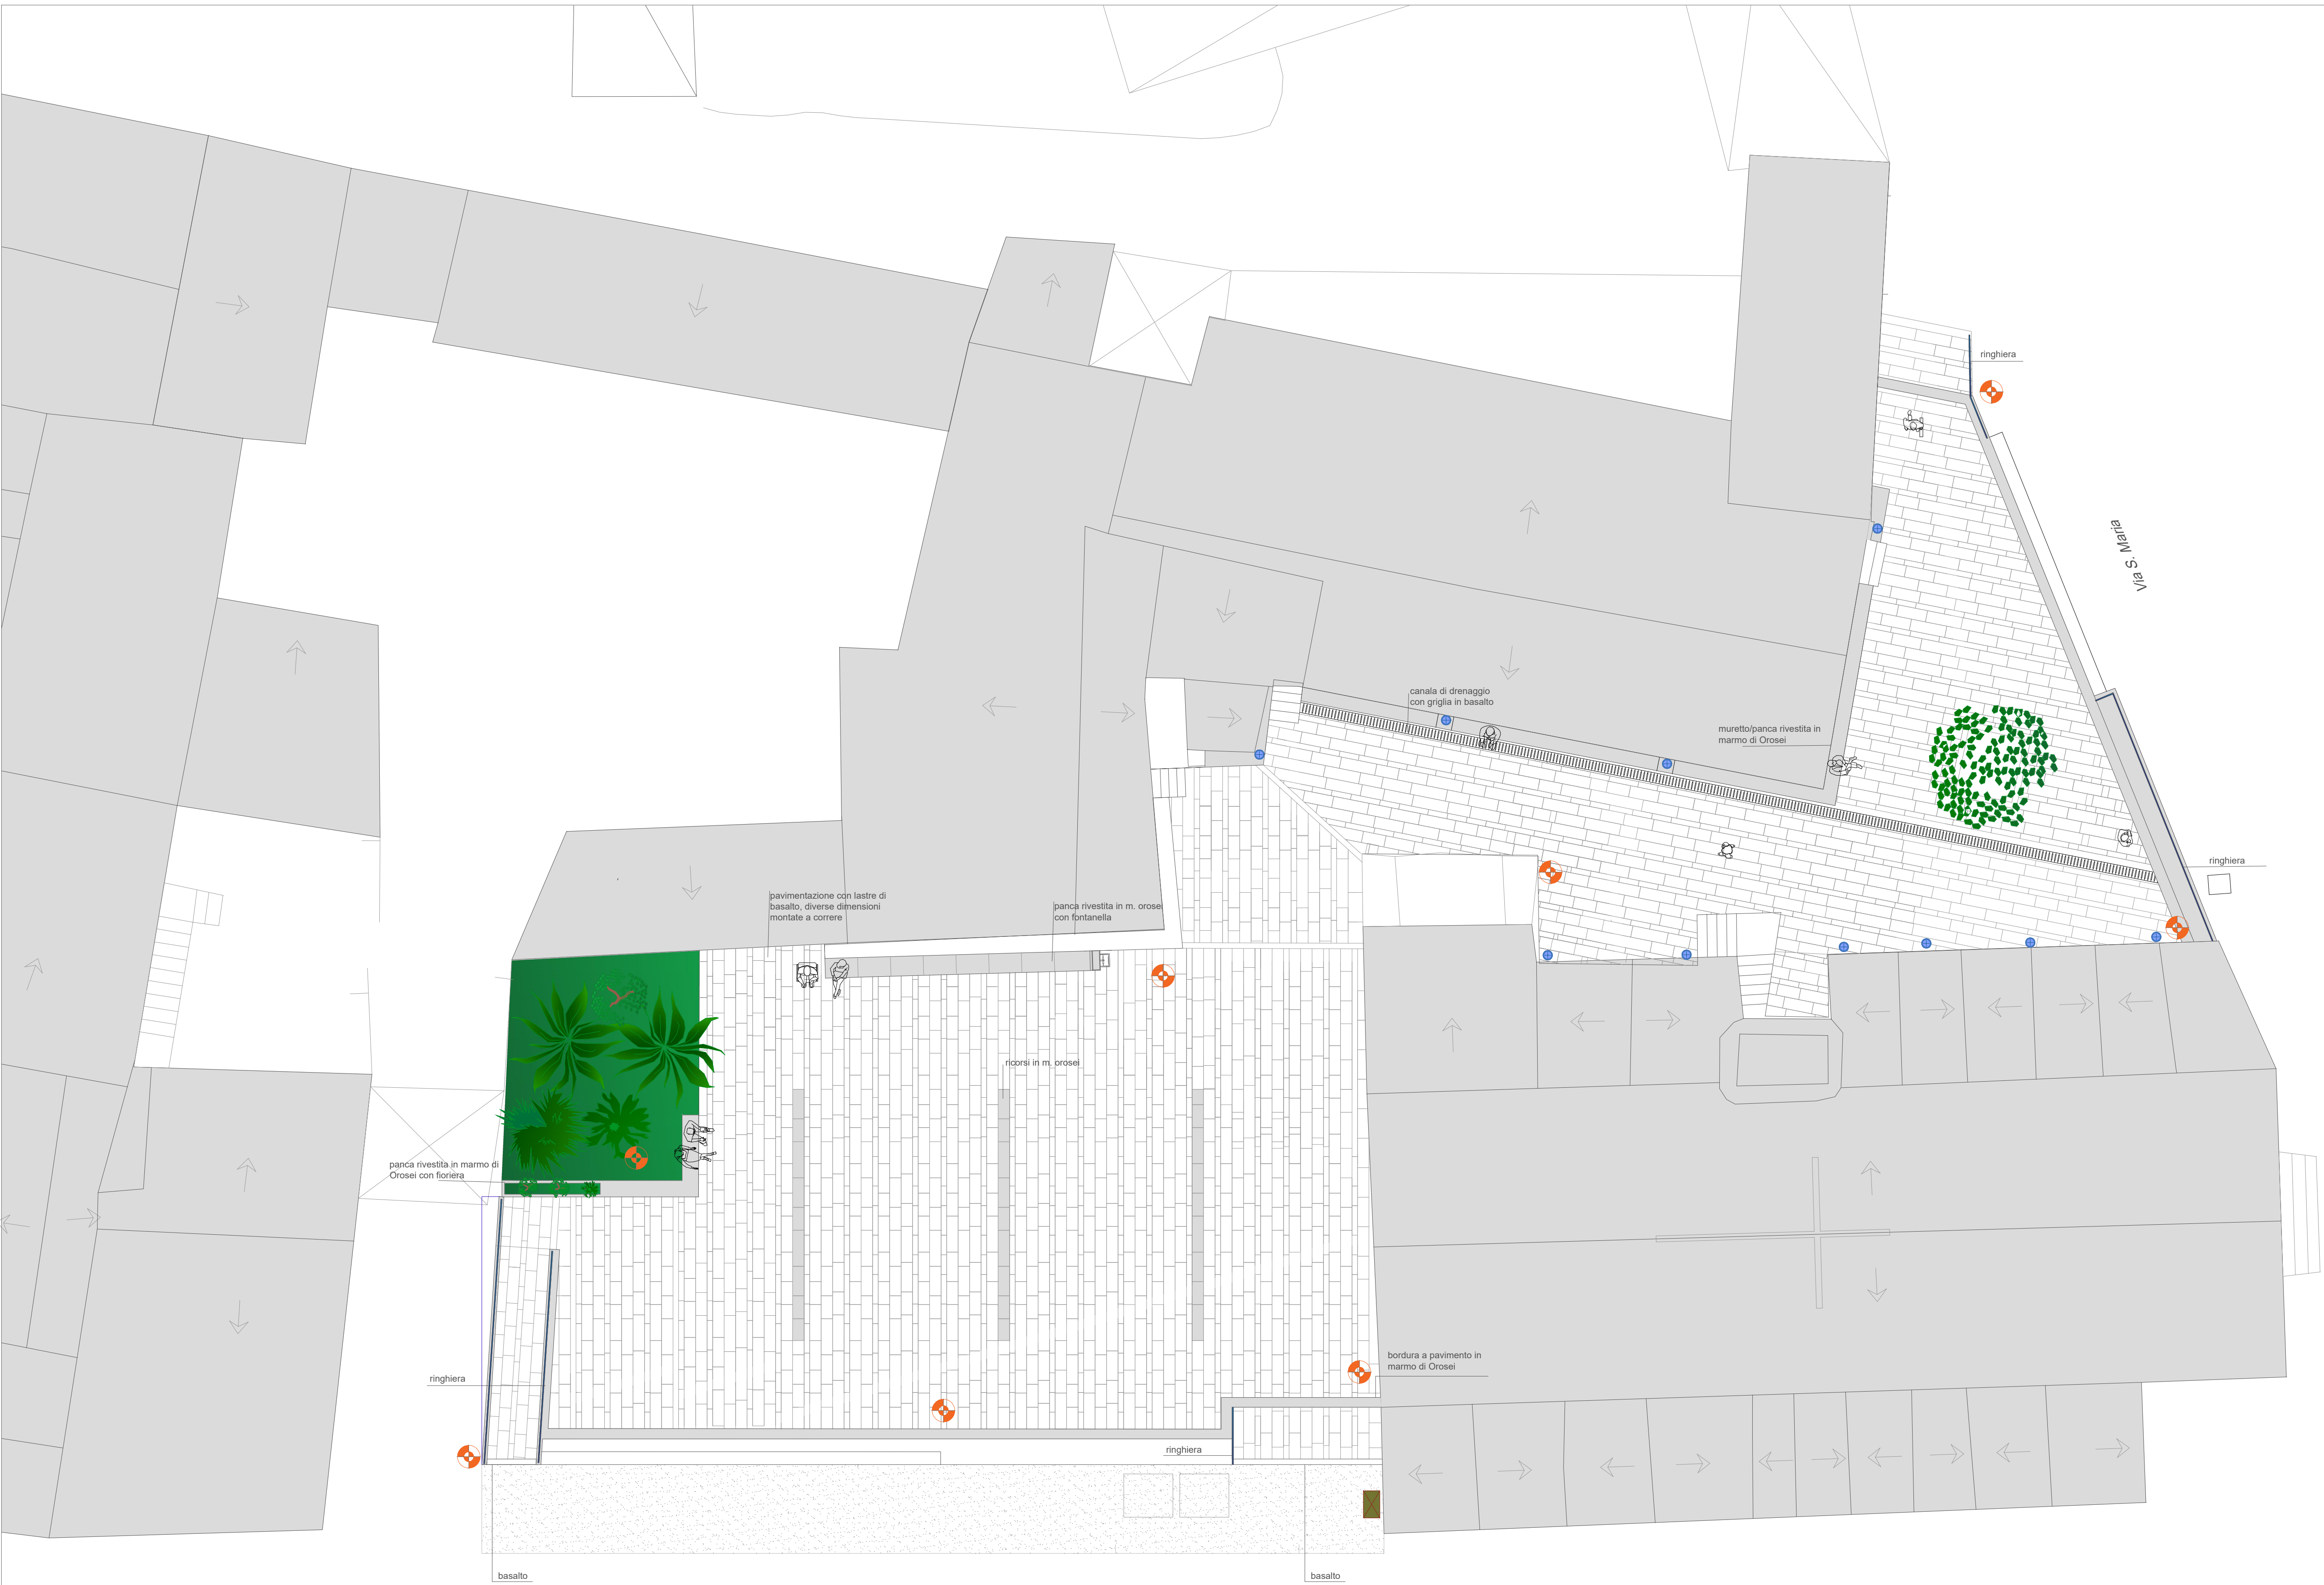 ringhiera
Via S. Maria
canala di drenaggio
con griglia in basalto
muretto/panca rivestita in
marmo di Orosei
ringhiera
pavimentazione con lastre di
basalto, diverse dimensioni
montate a correre
panca rivestita in m. orosei
con fontanella
ricorsi in m. orosei
panca rivestita in marmo di
Orosei con fioriera
bordura a pavimento in
marmo di Orosei
ringhiera
ringhiera
basalto
basalto